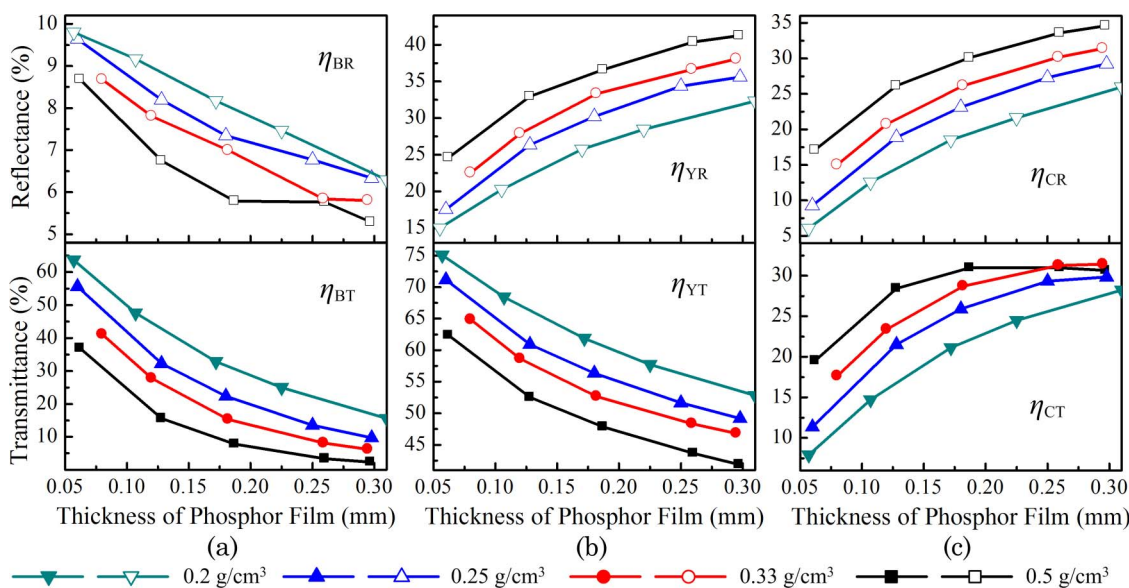 Reflectance (%)
10
9
8
7
6
5
η_BR
40
35
30
25
20
15
η_YR
35
30
25
20
15
10
5
η_CR
Transmittance (%)
60
50
40
30
20
10
η_BT
75
70
65
60
55
50
45
η_YT
30
25
20
15
10
η_CT
0.05 0.10 0.15 0.20 0.25 0.30
0.05 0.10 0.15 0.20 0.25 0.30
0.05 0.10 0.15 0.20 0.25 0.30
Thickness of Phosphor Film (mm)
Thickness of Phosphor Film (mm)
Thickness of Phosphor Film (mm)
(a) (b) (c)
0.2 g/cm³ 0.25 g/cm³ 0.33 g/cm³ 0.5 g/cm³